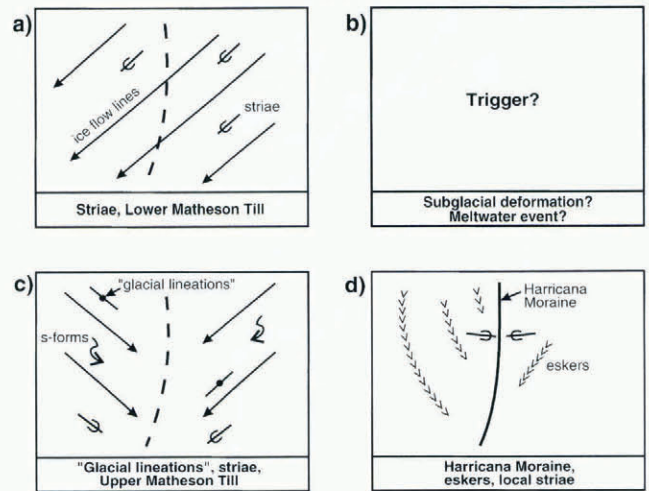 a)
ice flow lines
striae
Striae, Lower Matheson Till
b)
Trigger?
Subglacial deformation?
Meltwater event?
c)
"glacial lineations"
s-forms
"Glacial lineations", striae,
Upper Matheson Till
d)
Harricana
Moraine
eskers
Harricana Moraine,
eskers, local striae